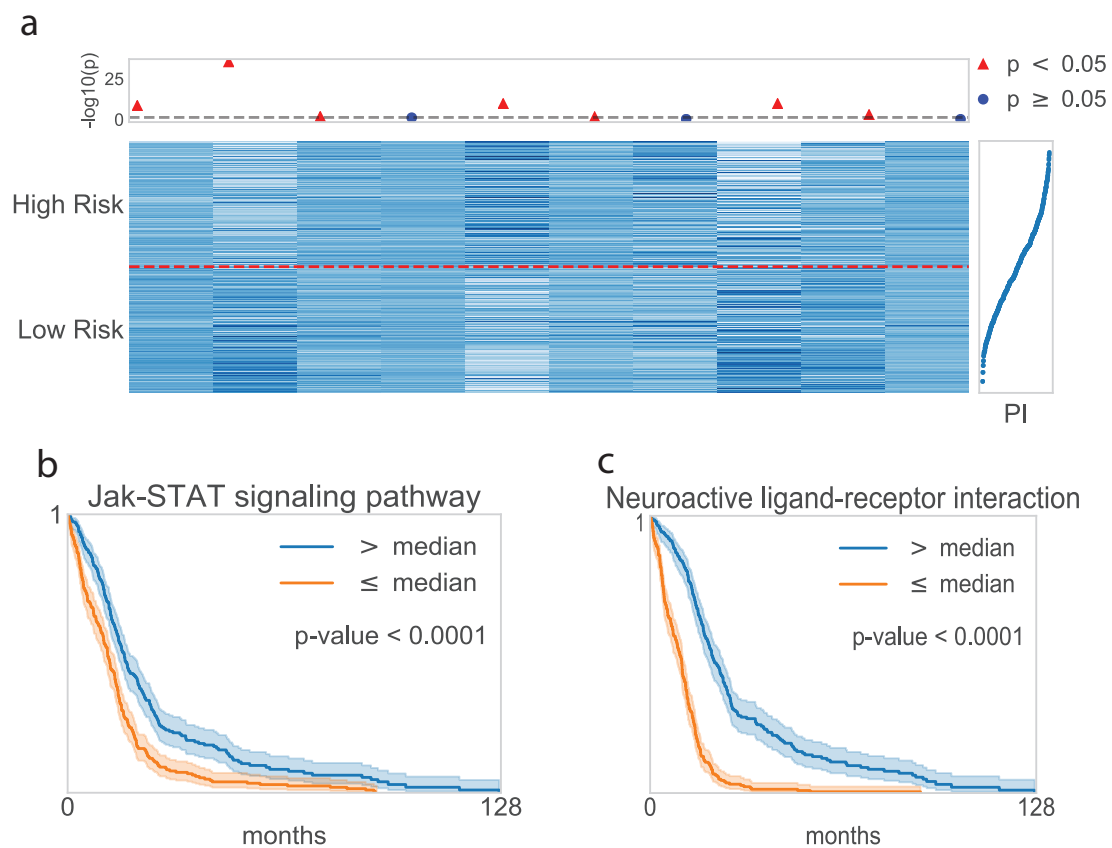 a
-log10(p)
25
0
p < 0.05
p ≥ 0.05
High Risk
Low Risk
PI
b
Jak-STAT signaling pathway
1
> median
≤ median
p-value < 0.0001
0
128
months
c
Neuroactive ligand-receptor interaction
1
> median
≤ median
p-value < 0.0001
0
128
months